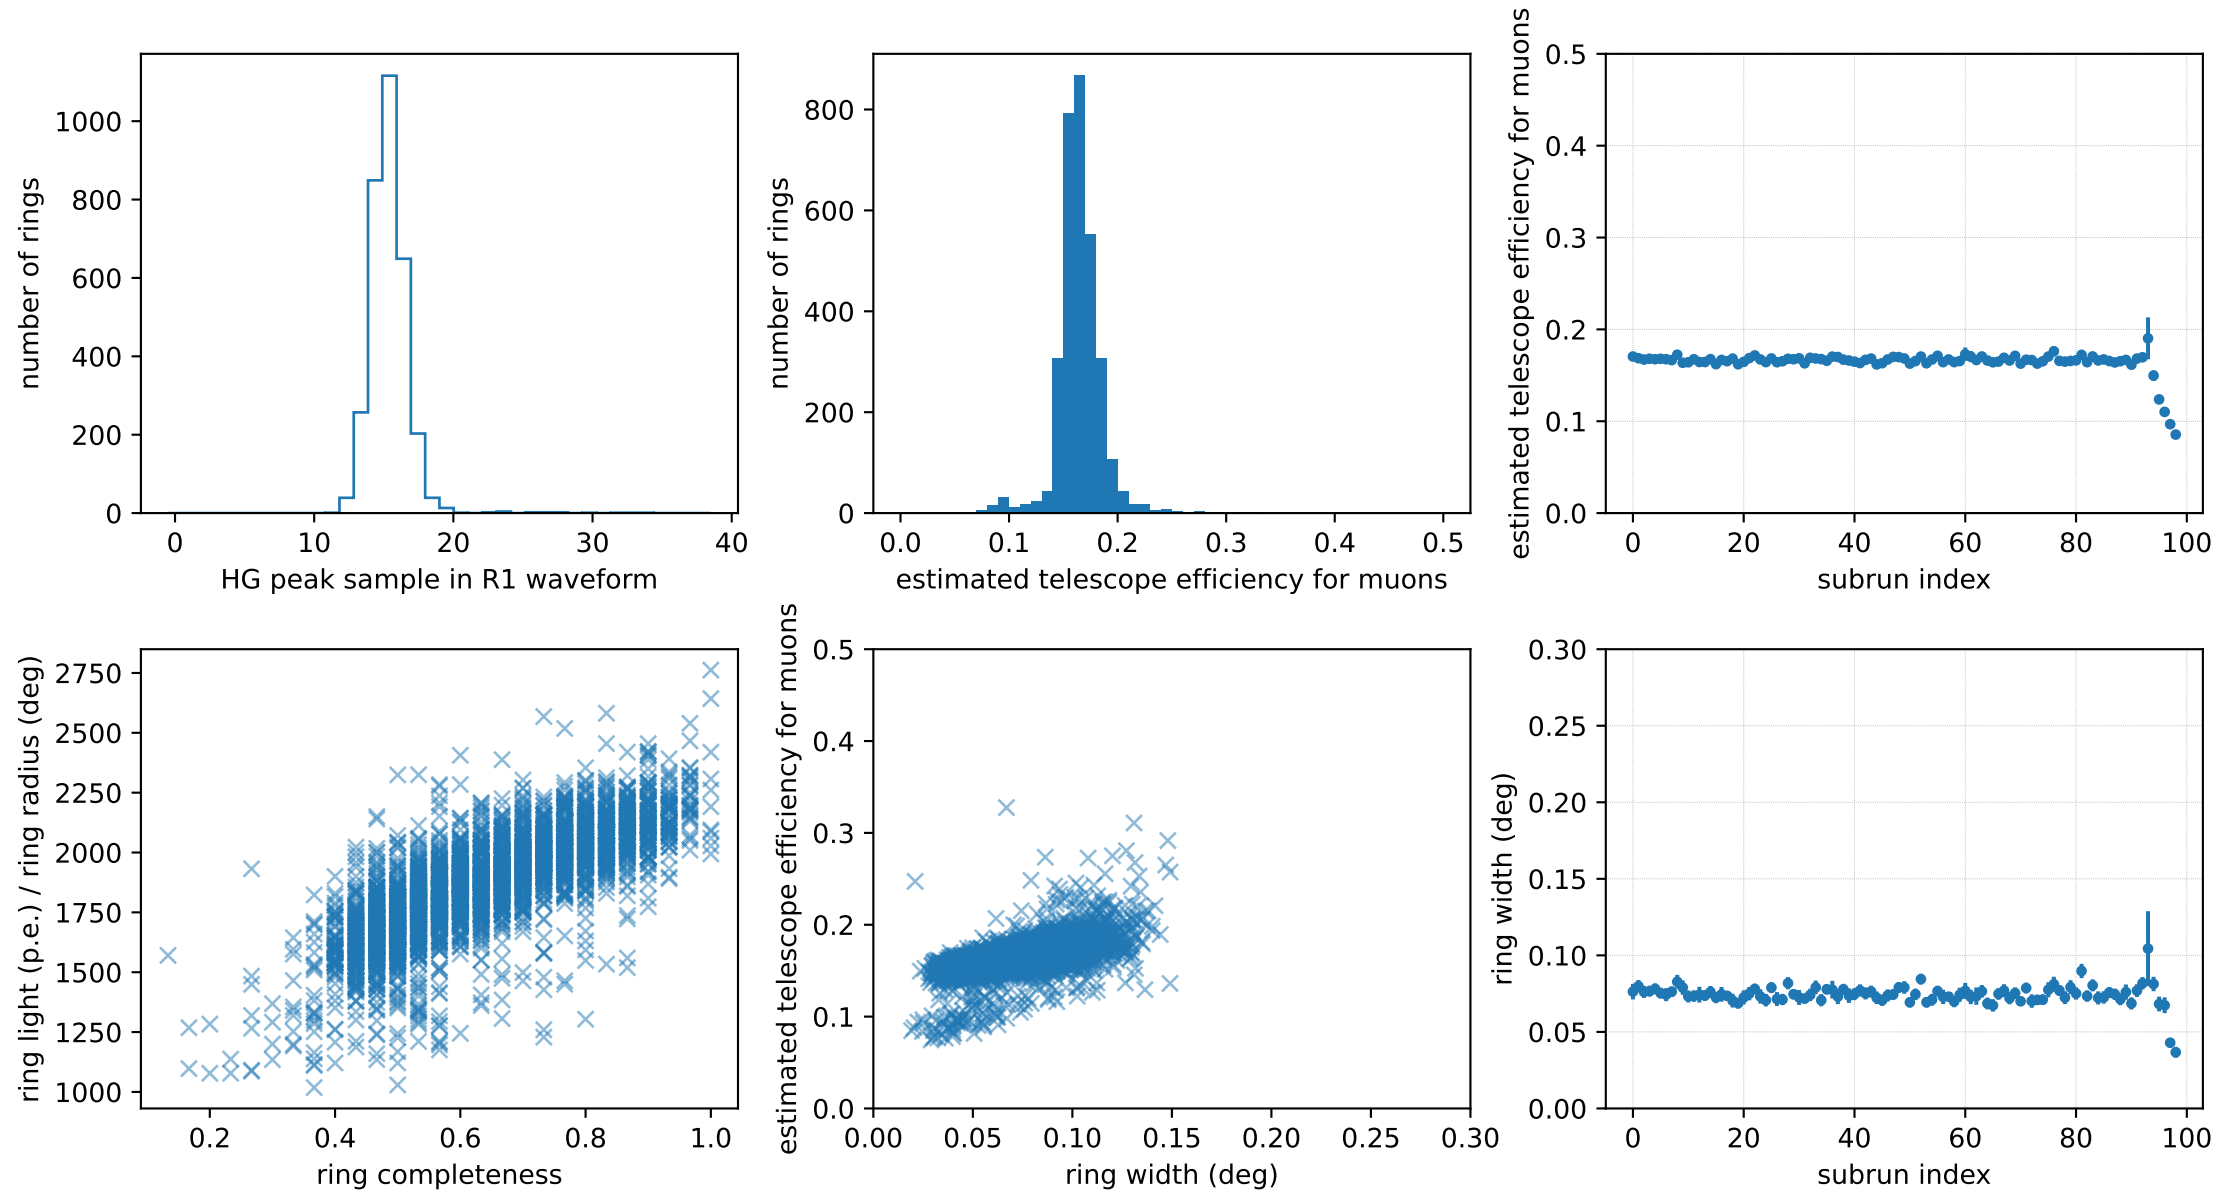 number of rings
1000
800
600
400
200
0
0 10 20 30 40
HG peak sample in R1 waveform
number of rings
800
600
400
200
0
0.0 0.1 0.2 0.3 0.4 0.5
estimated telescope efficiency for muons
estimated telescope efficiency for muons
0.5
0.4
0.3
0.2
0.1
0.0
0 20 40 60 80 100
subrun index
ring light (p.e.) / ring radius (deg)
2750
2500
2250
2000
1750
1500
1250
1000
0.2 0.4 0.6 0.8 1.0
ring completeness
estimated telescope efficiency for muons
0.5
0.4
0.3
0.2
0.1
0.0
0.00 0.05 0.10 0.15 0.20 0.25 0.30
ring width (deg)
ring width (deg)
0.30
0.25
0.20
0.15
0.10
0.05
0.00
0 20 40 60 80 100
subrun index